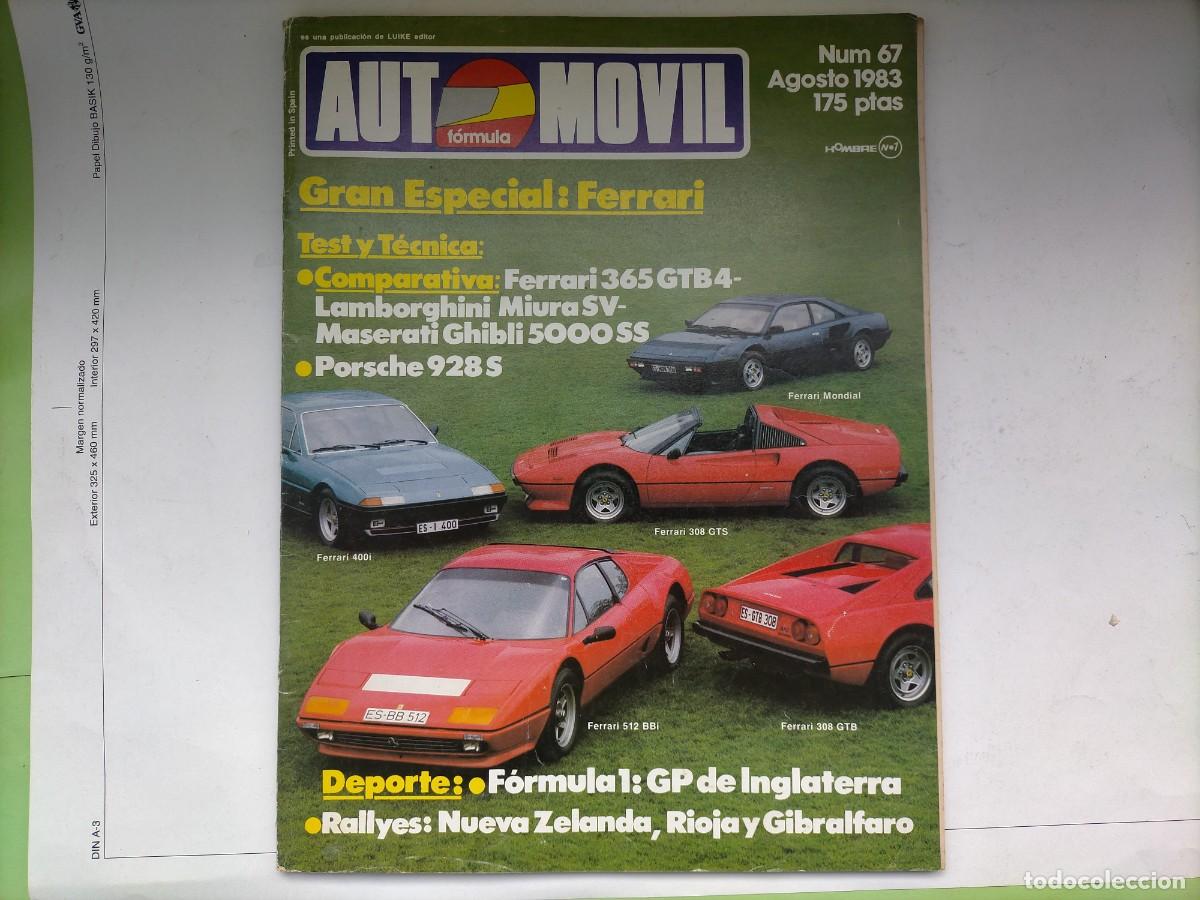 es una publicación de LUIKE editor
AUTOMOVIL
fórmula
Printed in Spain
Num 67
Agosto 1983
175 ptas
HOMBRE Nº1
Gran Especial: Ferrari
Test y Técnica:
•Comparativa: Ferrari 365 GTB4-
Lamborghini Miura SV-
Maserati Ghibli 5000 SS
•Porsche 928 S
Ferrari Mondial
ES-I 400
Ferrari 400i
Ferrari 308 GTS
ES-GTB 308
ES-BB 512
Ferrari 512 BBi
Ferrari 308 GTB
Deporte: •Fórmula 1: GP de Inglaterra
•Rallyes: Nueva Zelanda, Rioja y Gibralfaro
Papel Dibujo BASIK 130 g/m² GVA
Margen normalizado
Exterior 325 x 460 mm Interior 297 x 420 mm
DIN A-3
todocoleccion